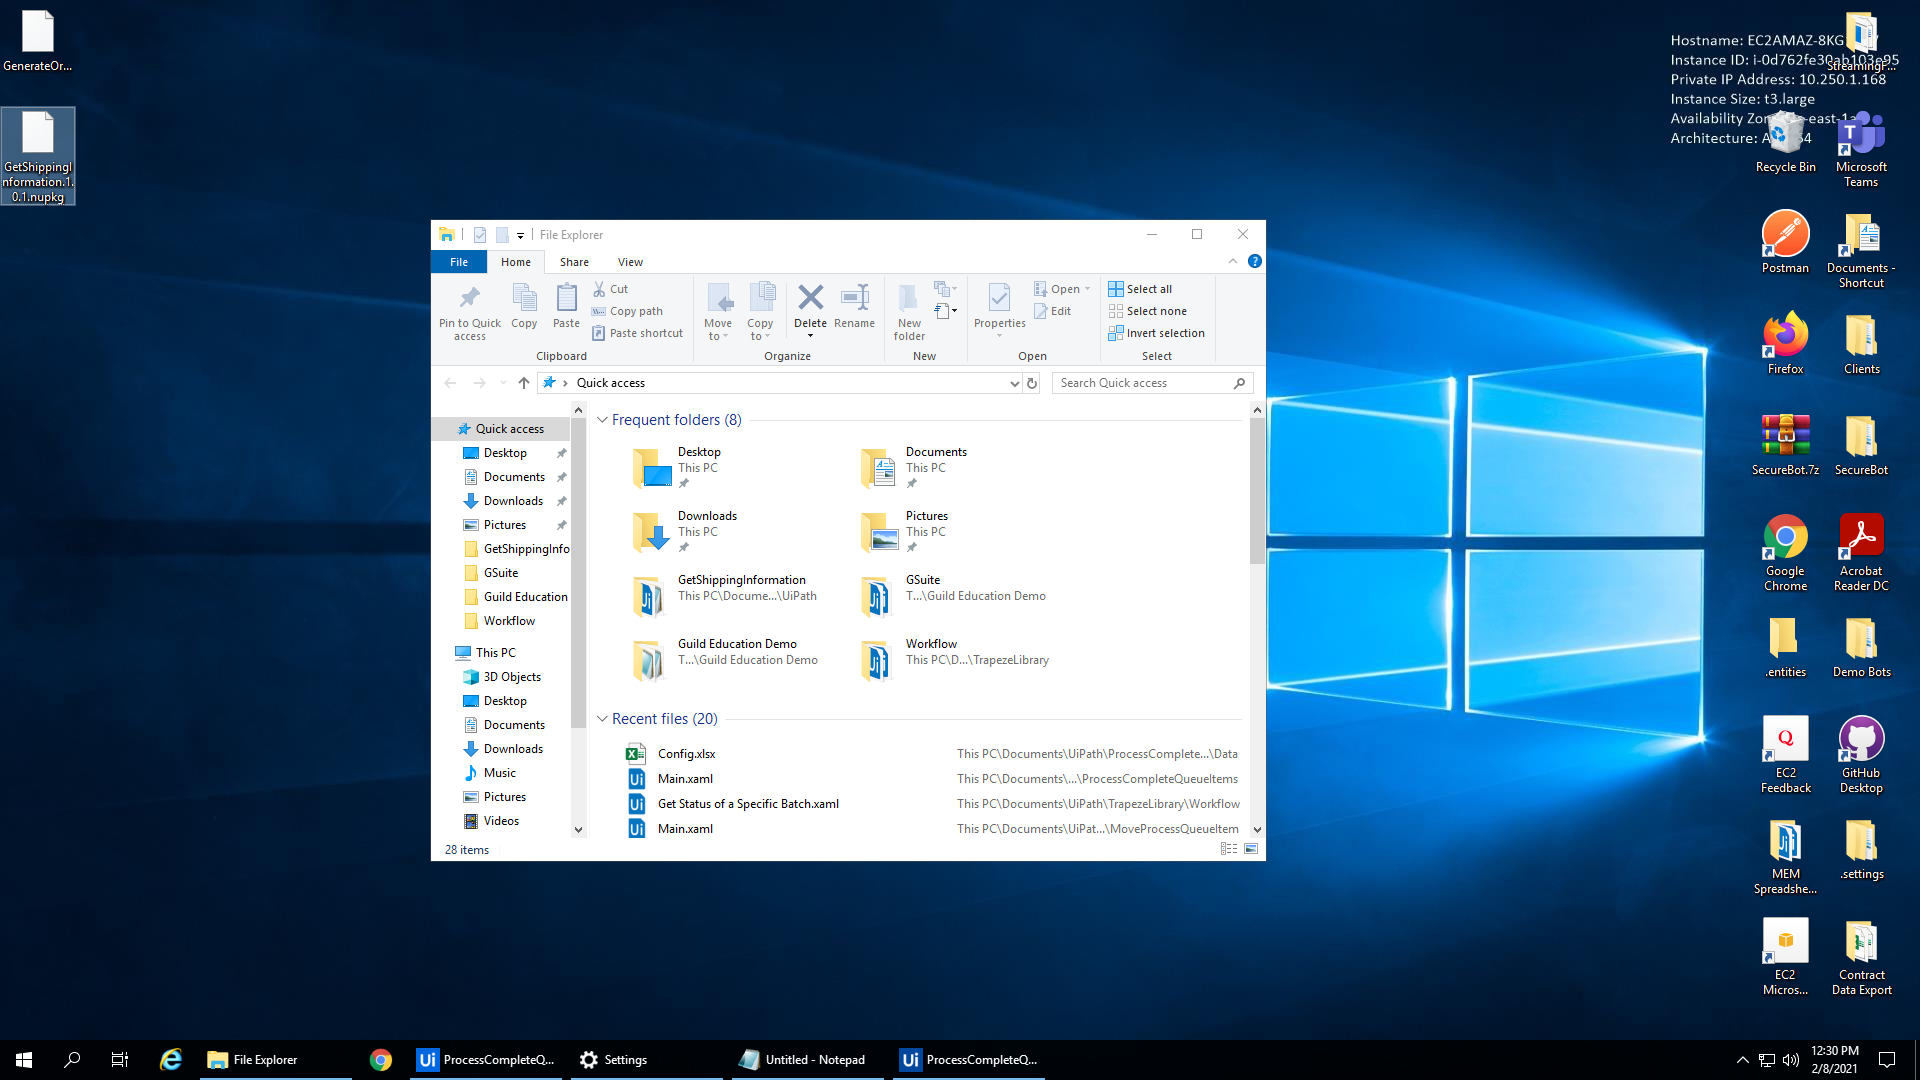 GenerateOr...
GetShippingI
nformation.1.
0.1.nupkg
Hostname: EC2AMAZ-8KG
Instance ID: i-0d762fe30ab103e95
Private IP Address: 10.250.1.168
Instance Size: t3.large
Availability Zon
-east-1a
Architecture: A
64
Recycle Bin
Microsoft
Teams
Postman
Documents -
Shortcut
Firefox
Clients
SecureBot.7z
SecureBot
Google
Chrome
Acrobat
Reader DC
.entities
Demo Bots
EC2
Feedback
GitHub
Desktop
MEM
Spreadshe...
.settings
EC2
Micros...
Contract
Data Export
File Explorer
File
Home
Share
View
Pin to Quick
access
Copy
Paste
Cut
Copy path
Paste shortcut
Clipboard
Move
to
Copy
to
Delete
Rename
Organize
New
folder
New
Properties
Open
Edit
Open
Select all
Select none
Invert selection
Select
Quick access
Search Quick access
Quick access
Desktop
Documents
Downloads
Pictures
GetShippingInfo
GSuite
Guild Education
Workflow
This PC
3D Objects
Desktop
Documents
Downloads
Music
Pictures
Videos
Frequent folders (8)
Desktop
This PC
Documents
This PC
Downloads
This PC
Pictures
This PC
GetShippingInformation
This PC\Docume...\UiPath
GSuite
T...\Guild Education Demo
Guild Education Demo
T...\Guild Education Demo
Workflow
This PC\D...\TrapezeLibrary
Recent files (20)
Config.xlsx
This PC\Documents\UiPath\ProcessComplete...\Data
Main.xaml
This PC\Documents\...\ProcessCompleteQueueItems
Get Status of a Specific Batch.xaml
This PC\Documents\UiPath\TrapezeLibrary\Workflow
Main.xaml
This PC\Documents\UiPat...\MoveProcessQueueItem
28 items
File Explorer
Ui ProcessCompleteQ...
Settings
Untitled - Notepad
Ui ProcessCompleteQ...
12:30 PM
2/8/2021